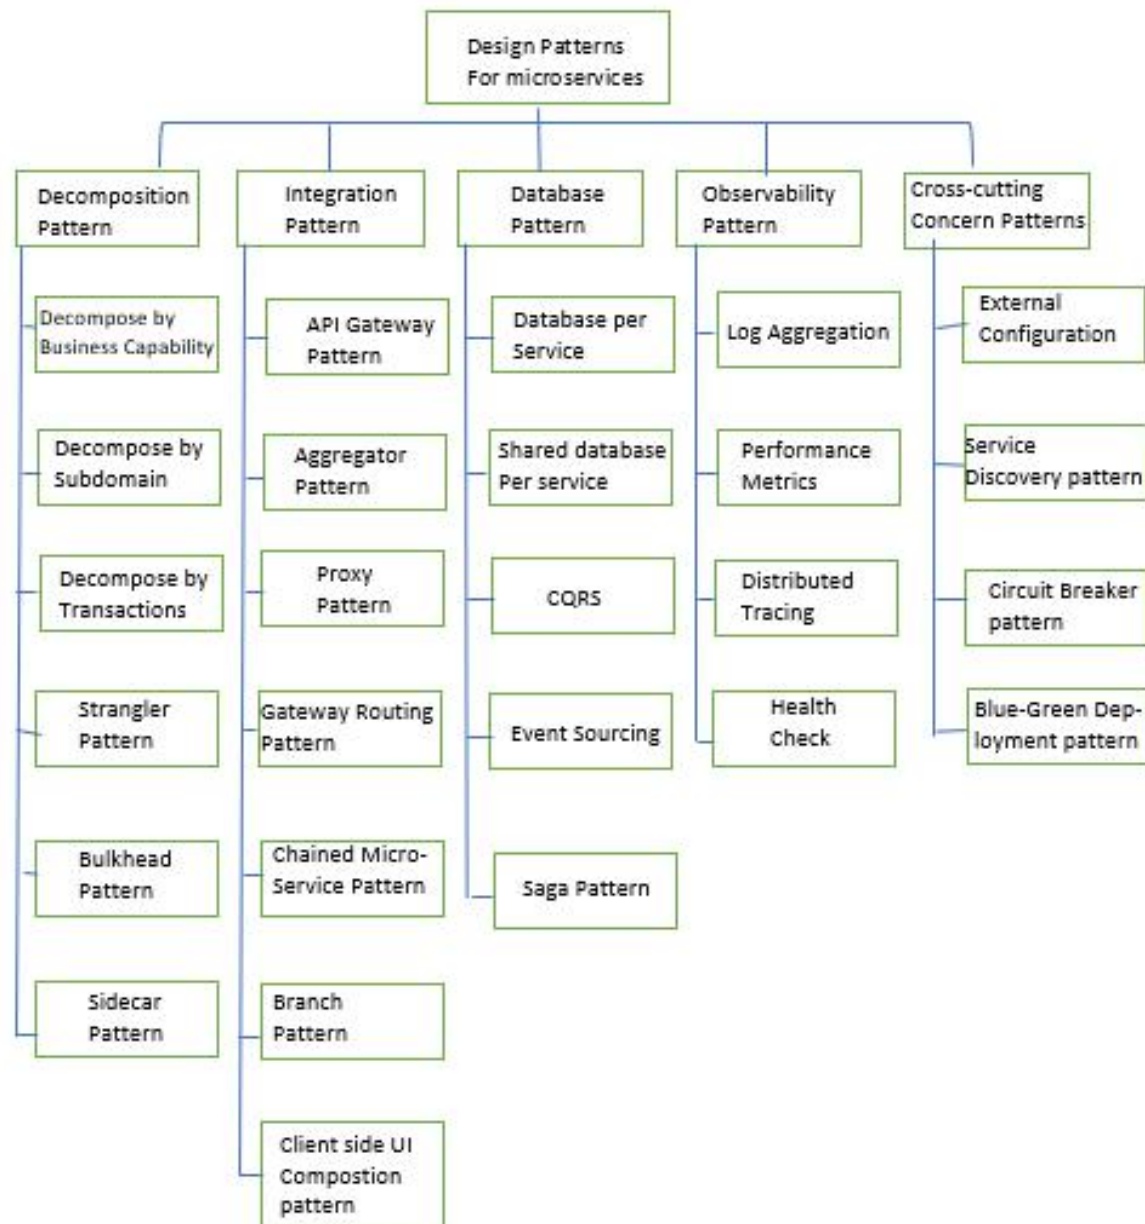 Design Patterns
For microservices
Decomposition
Pattern
Integration
Pattern
Database
Pattern
Observability
Pattern
Cross-cutting
Concern Patterns
Decompose by
Business Capability
Decompose by
Subdomain
Decompose by
Transactions
Strangler
Pattern
Bulkhead
Pattern
Sidecar
Pattern
API Gateway
Pattern
Aggregator
Pattern
Proxy
Pattern
Gateway Routing
Pattern
Chained Micro-
Service Pattern
Branch
Pattern
Client side UI
Compostion
pattern
Database per
Service
Shared database
Per service
CQRS
Event Sourcing
Saga Pattern
Log Aggregation
Performance
Metrics
Distributed
Tracing
Health
Check
External
Configuration
Service
Discovery pattern
Circuit Breaker
pattern
Blue-Green Dep-
loyment pattern